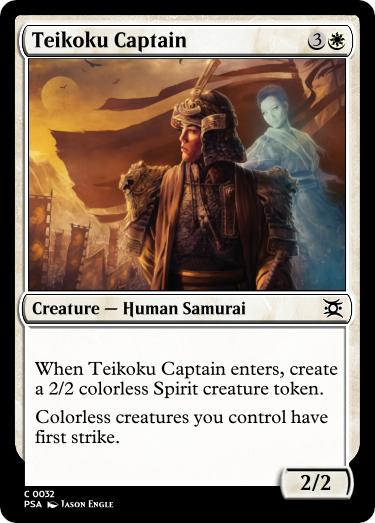 Teikoku Captain 3
Creature — Human Samurai
When Teikoku Captain enters, create
a 2/2 colorless Spirit creature token.
Colorless creatures you control have
first strike.
2/2
C 0032
PSA Jason Engle